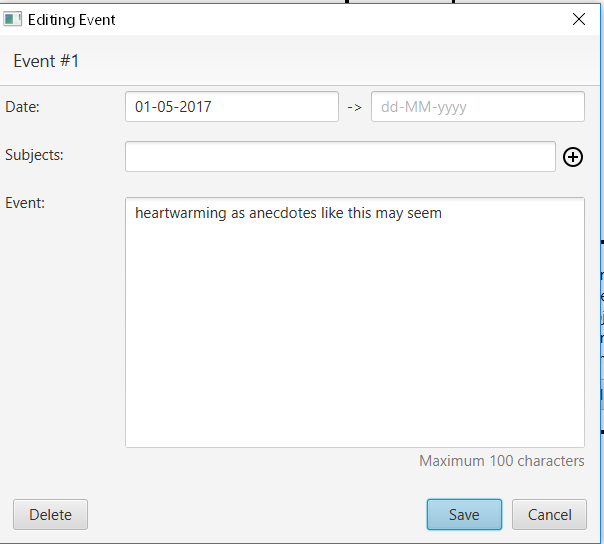 Editing Event
Event #1
Date: 01-05-2017 -> dd-MM-yyyy
Subjects:
Event: heartwarming as anecdotes like this may seem
Maximum 100 characters
Delete Save Cancel